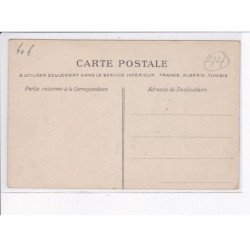 CARTE POSTALE
A UTILISER SEULEMENT DANS LE SERVICE INTÉRIEUR FRANCE, ALGÉRIE, TUNISIE
Partie réservée à la Correspondance
Adresse du Destinataire